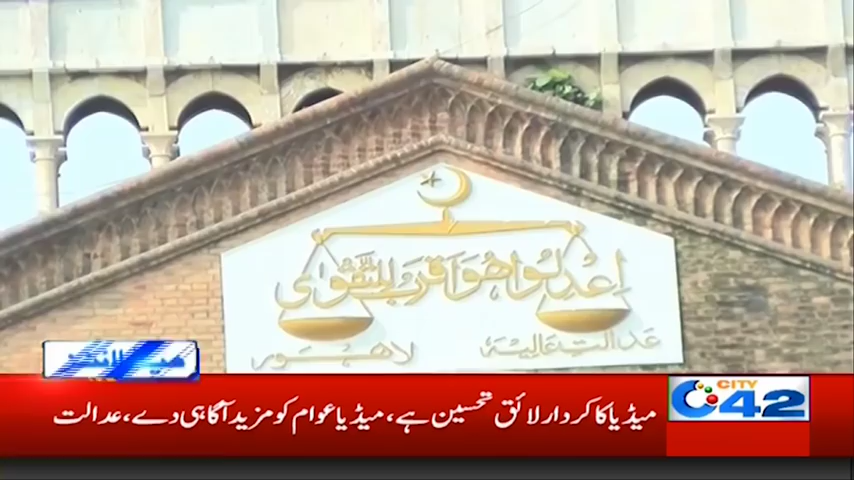 اعدلوا هو اقرب للتقوى
عدالت عالیہ لاہور
میڈیا کا کردار لائق تحسین ہے، میڈیا عوام کو مزید آگاہی دے، عدالت
CITY
42